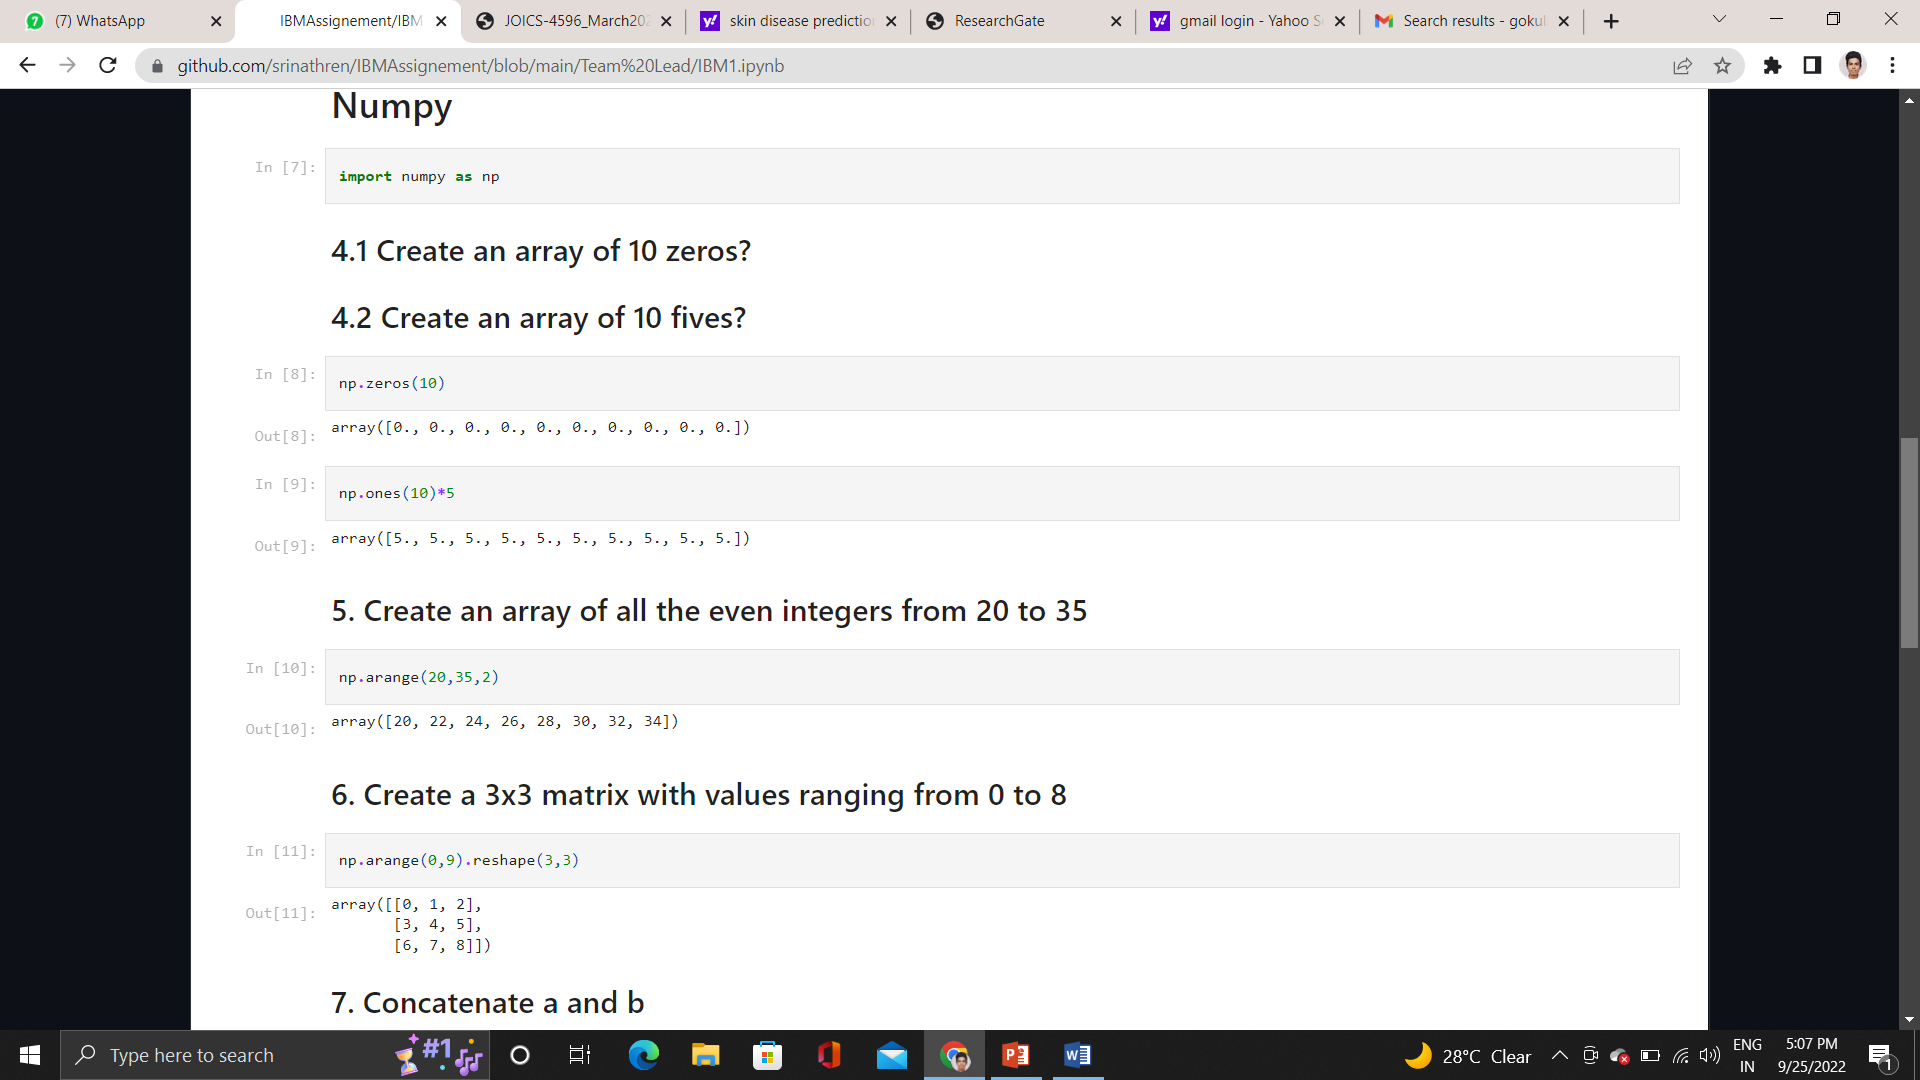 (7) WhatsApp
IBMAssignement/IBM
JOICS-4596_March202
skin disease predictio
ResearchGate
gmail login - Yahoo S
Search results - gokul
github.com/srinathren/IBMAssignement/blob/main/Team%20Lead/IBM1.ipynb
Numpy
In [7]:
import numpy as np
4.1 Create an array of 10 zeros?
4.2 Create an array of 10 fives?
In [8]:
np.zeros(10)
Out[8]:
array([0., 0., 0., 0., 0., 0., 0., 0., 0., 0.])
In [9]:
np.ones(10)*5
Out[9]:
array([5., 5., 5., 5., 5., 5., 5., 5., 5., 5.])
5. Create an array of all the even integers from 20 to 35
In [10]:
np.arange(20,35,2)
Out[10]:
array([20, 22, 24, 26, 28, 30, 32, 34])
6. Create a 3x3 matrix with values ranging from 0 to 8
In [11]:
np.arange(0,9).reshape(3,3)
Out[11]:
array([[0, 1, 2],
[3, 4, 5],
[6, 7, 8]])
7. Concatenate a and b
Type here to search
#1
28°C Clear
ENG
IN
5:07 PM
9/25/2022
1